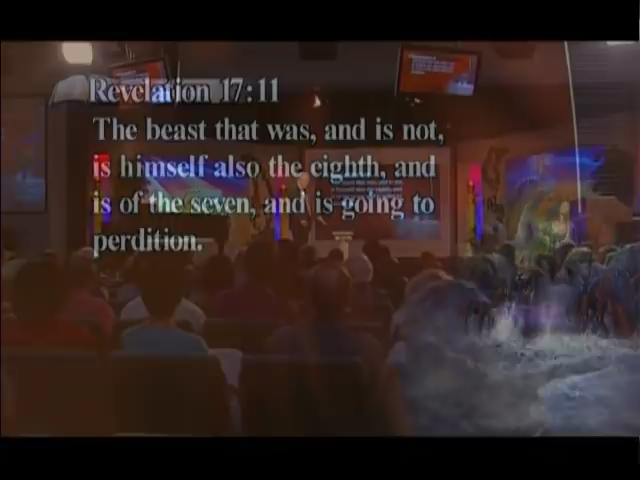 Revelation 17:11
The beast that was, and is not,
is himself also the eighth, and
is of the seven, and is going to
perdition.